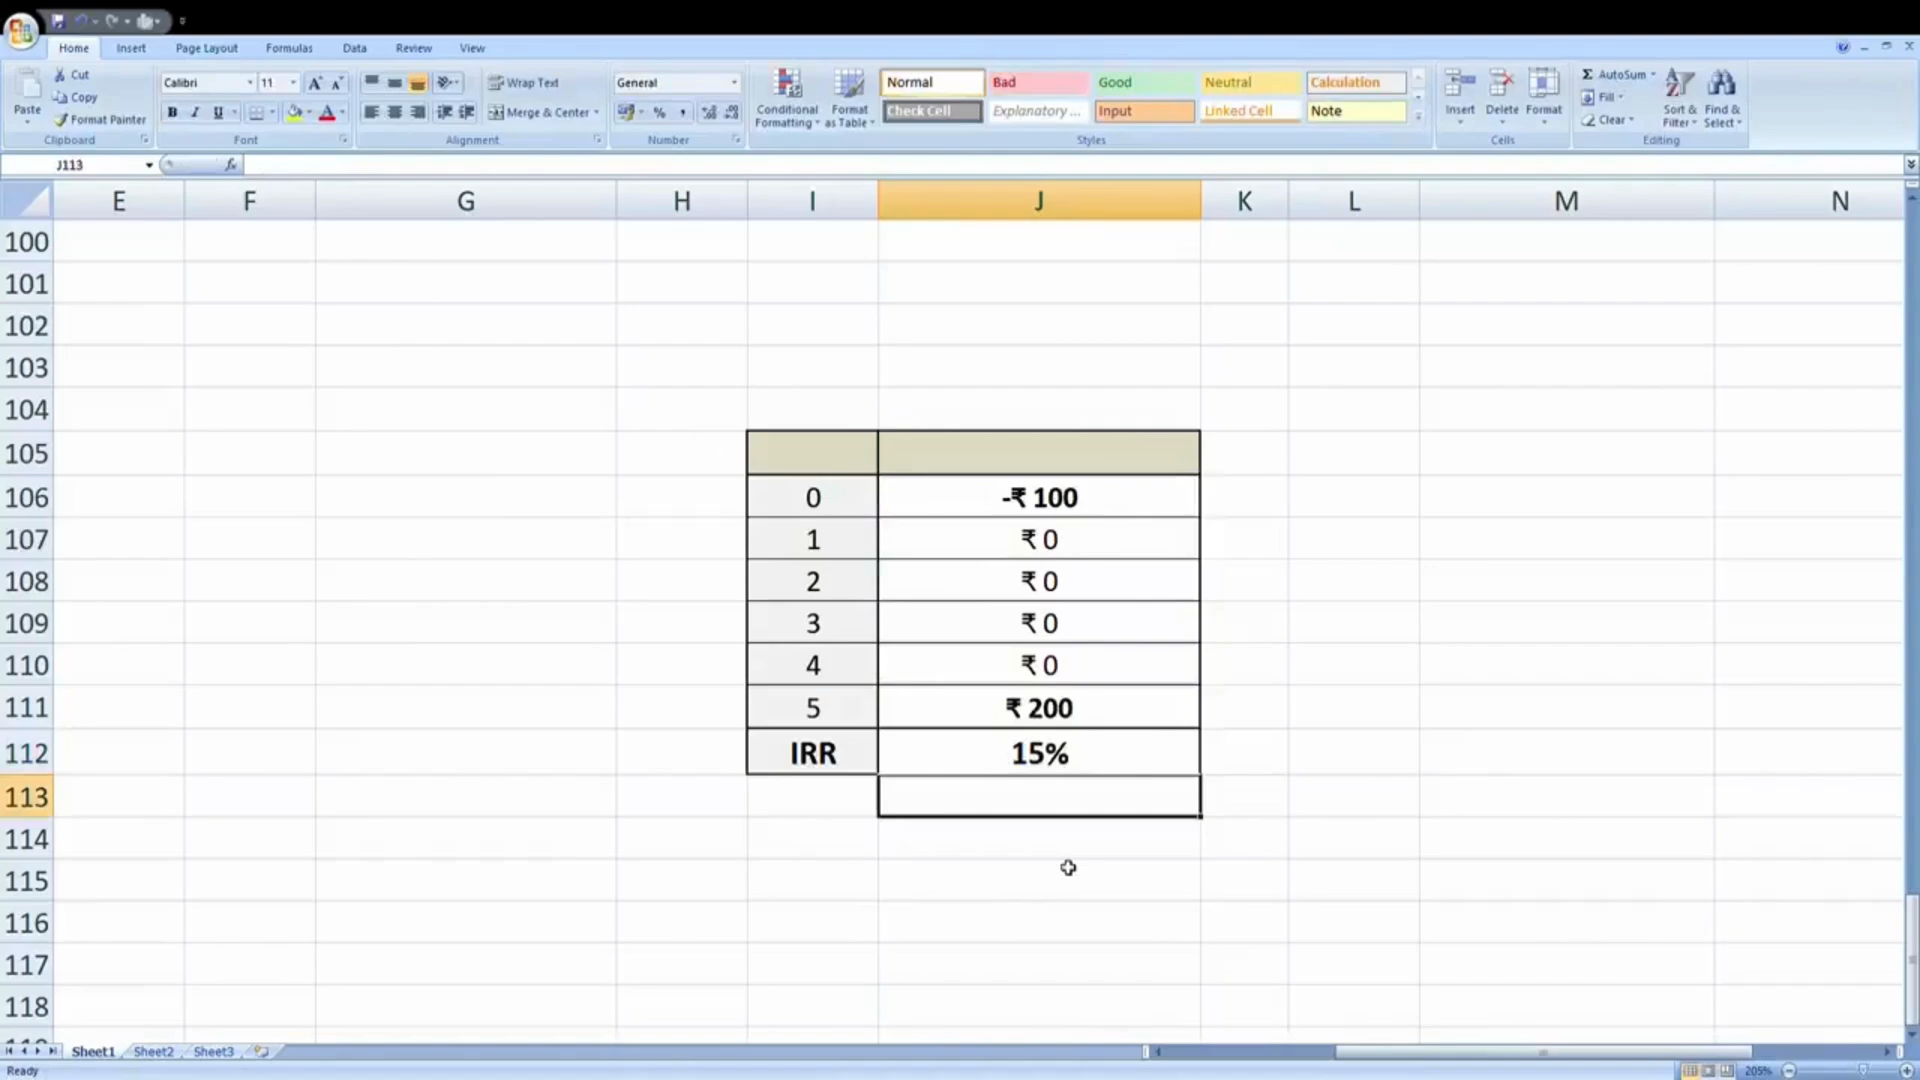 Home Insert Page Layout Formulas Data Review View
Cut
Copy
Format Painter
Paste
Clipboard
Calibri 11
B I U
Font
Wrap Text
Merge & Center
Alignment
General
% ,
Number
Conditional Formatting
Format as Table
Normal Bad Good Neutral Calculation
Check Cell Explanatory ... Input Linked Cell Note
Styles
Insert Delete Format
Cells
Σ AutoSum
Fill
Clear
Sort & Filter
Find & Select
Editing
J113 fx
E F G H I J K L M N
100
101
102
103
104
105
106 0 -₹ 100
107 1 ₹ 0
108 2 ₹ 0
109 3 ₹ 0
110 4 ₹ 0
111 5 ₹ 200
112 IRR 15%
113
114
115
116
117
118
Sheet1 Sheet2 Sheet3
Ready 205%